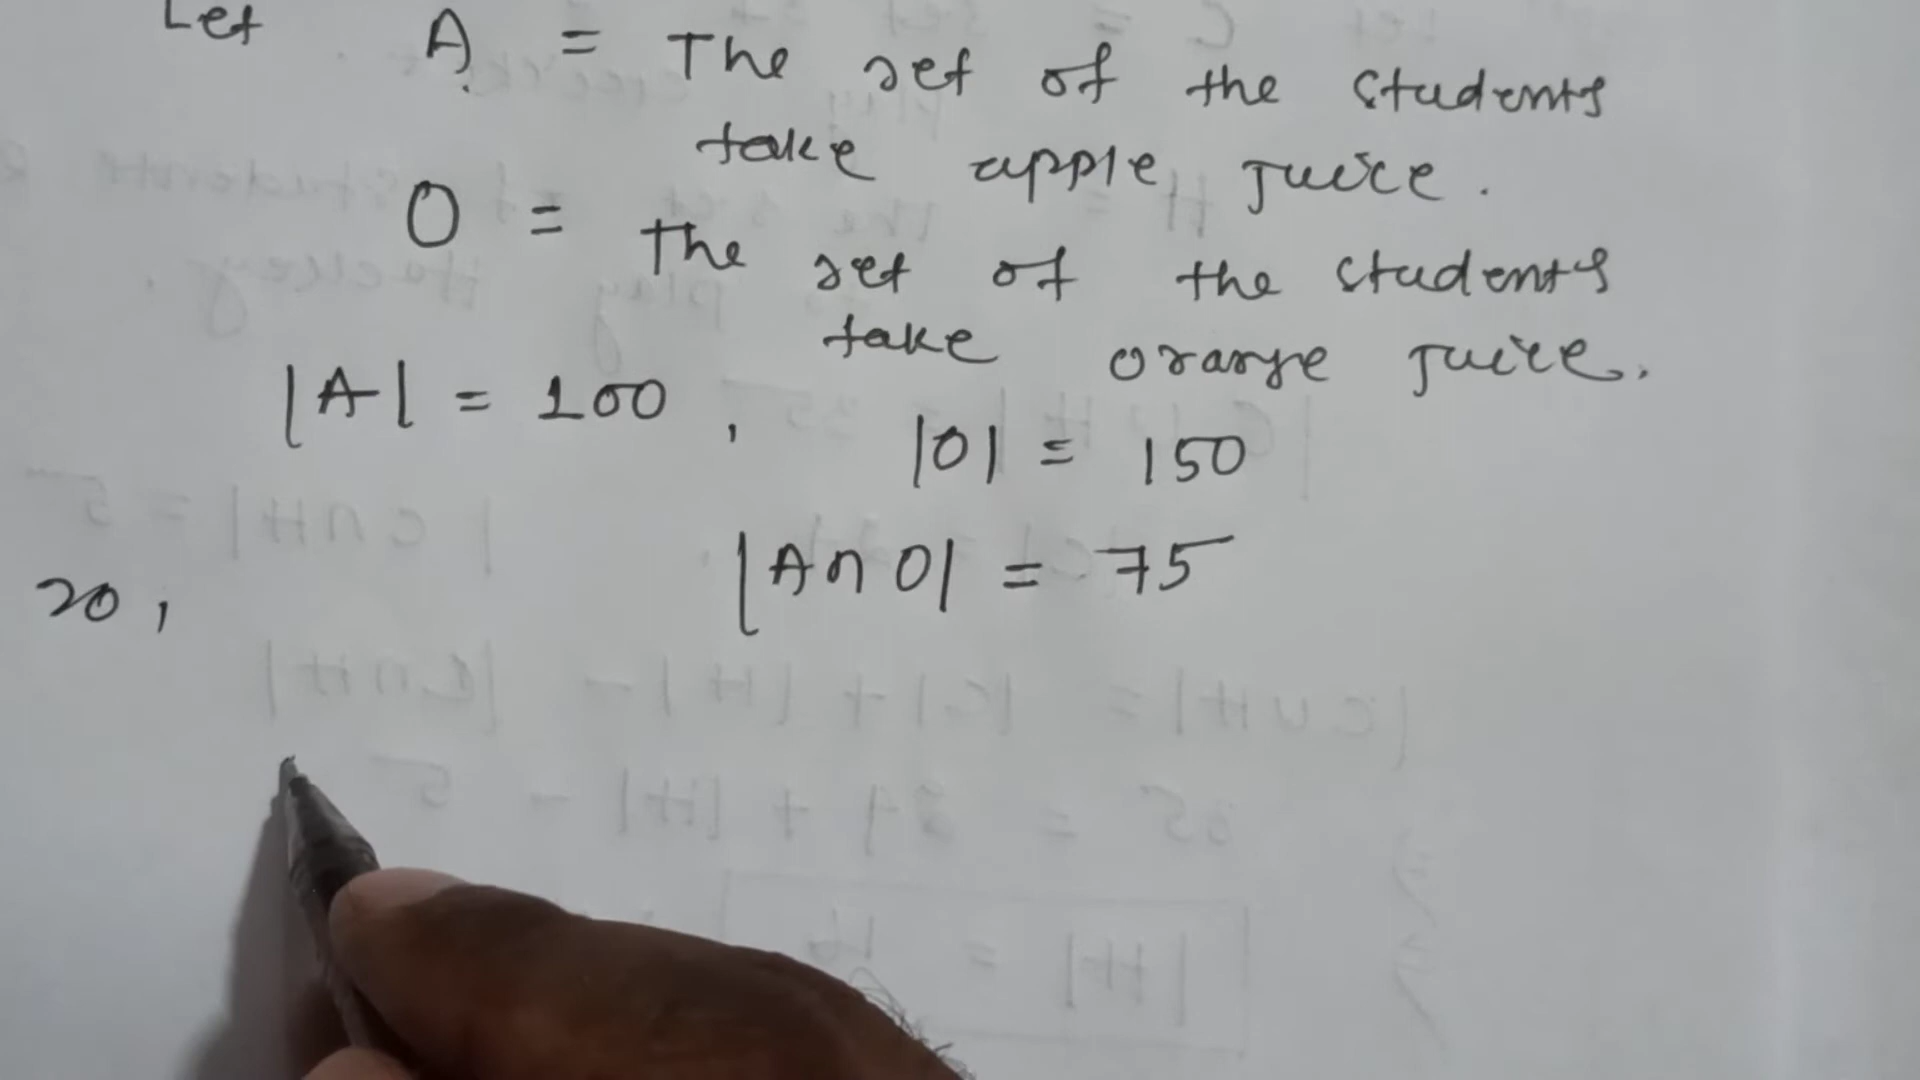 Let A = The set of the students
take apple Juice.
O = the set of the students
take orange Juice.
|A| = 100, |O| = 150
|A∩O| = 75
so,